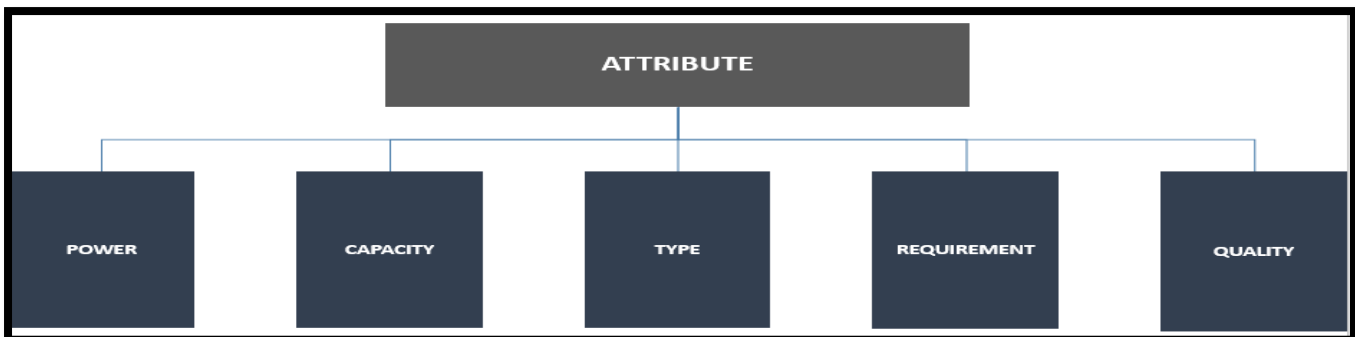 ATTRIBUTE
POWER
CAPACITY
TYPE
REQUIREMENT
QUALITY